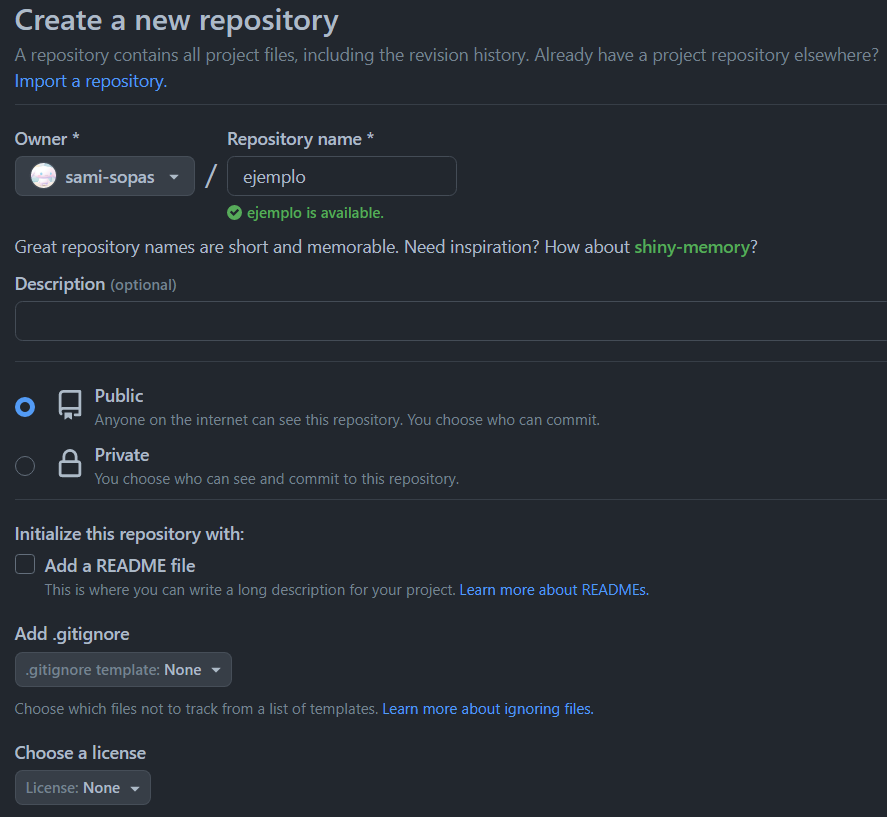 Create a new repository
A repository contains all project files, including the revision history. Already have a project repository elsewhere?
Import a repository.
Owner * Repository name *
sami-sopas / ejemplo
ejemplo is available.
Great repository names are short and memorable. Need inspiration? How about shiny-memory?
Description (optional)
Public
Anyone on the internet can see this repository. You choose who can commit.
Private
You choose who can see and commit to this repository.
Initialize this repository with:
Add a README file
This is where you can write a long description for your project. Learn more about READMEs.
Add .gitignore
.gitignore template: None
Choose which files not to track from a list of templates. Learn more about ignoring files.
Choose a license
License: None